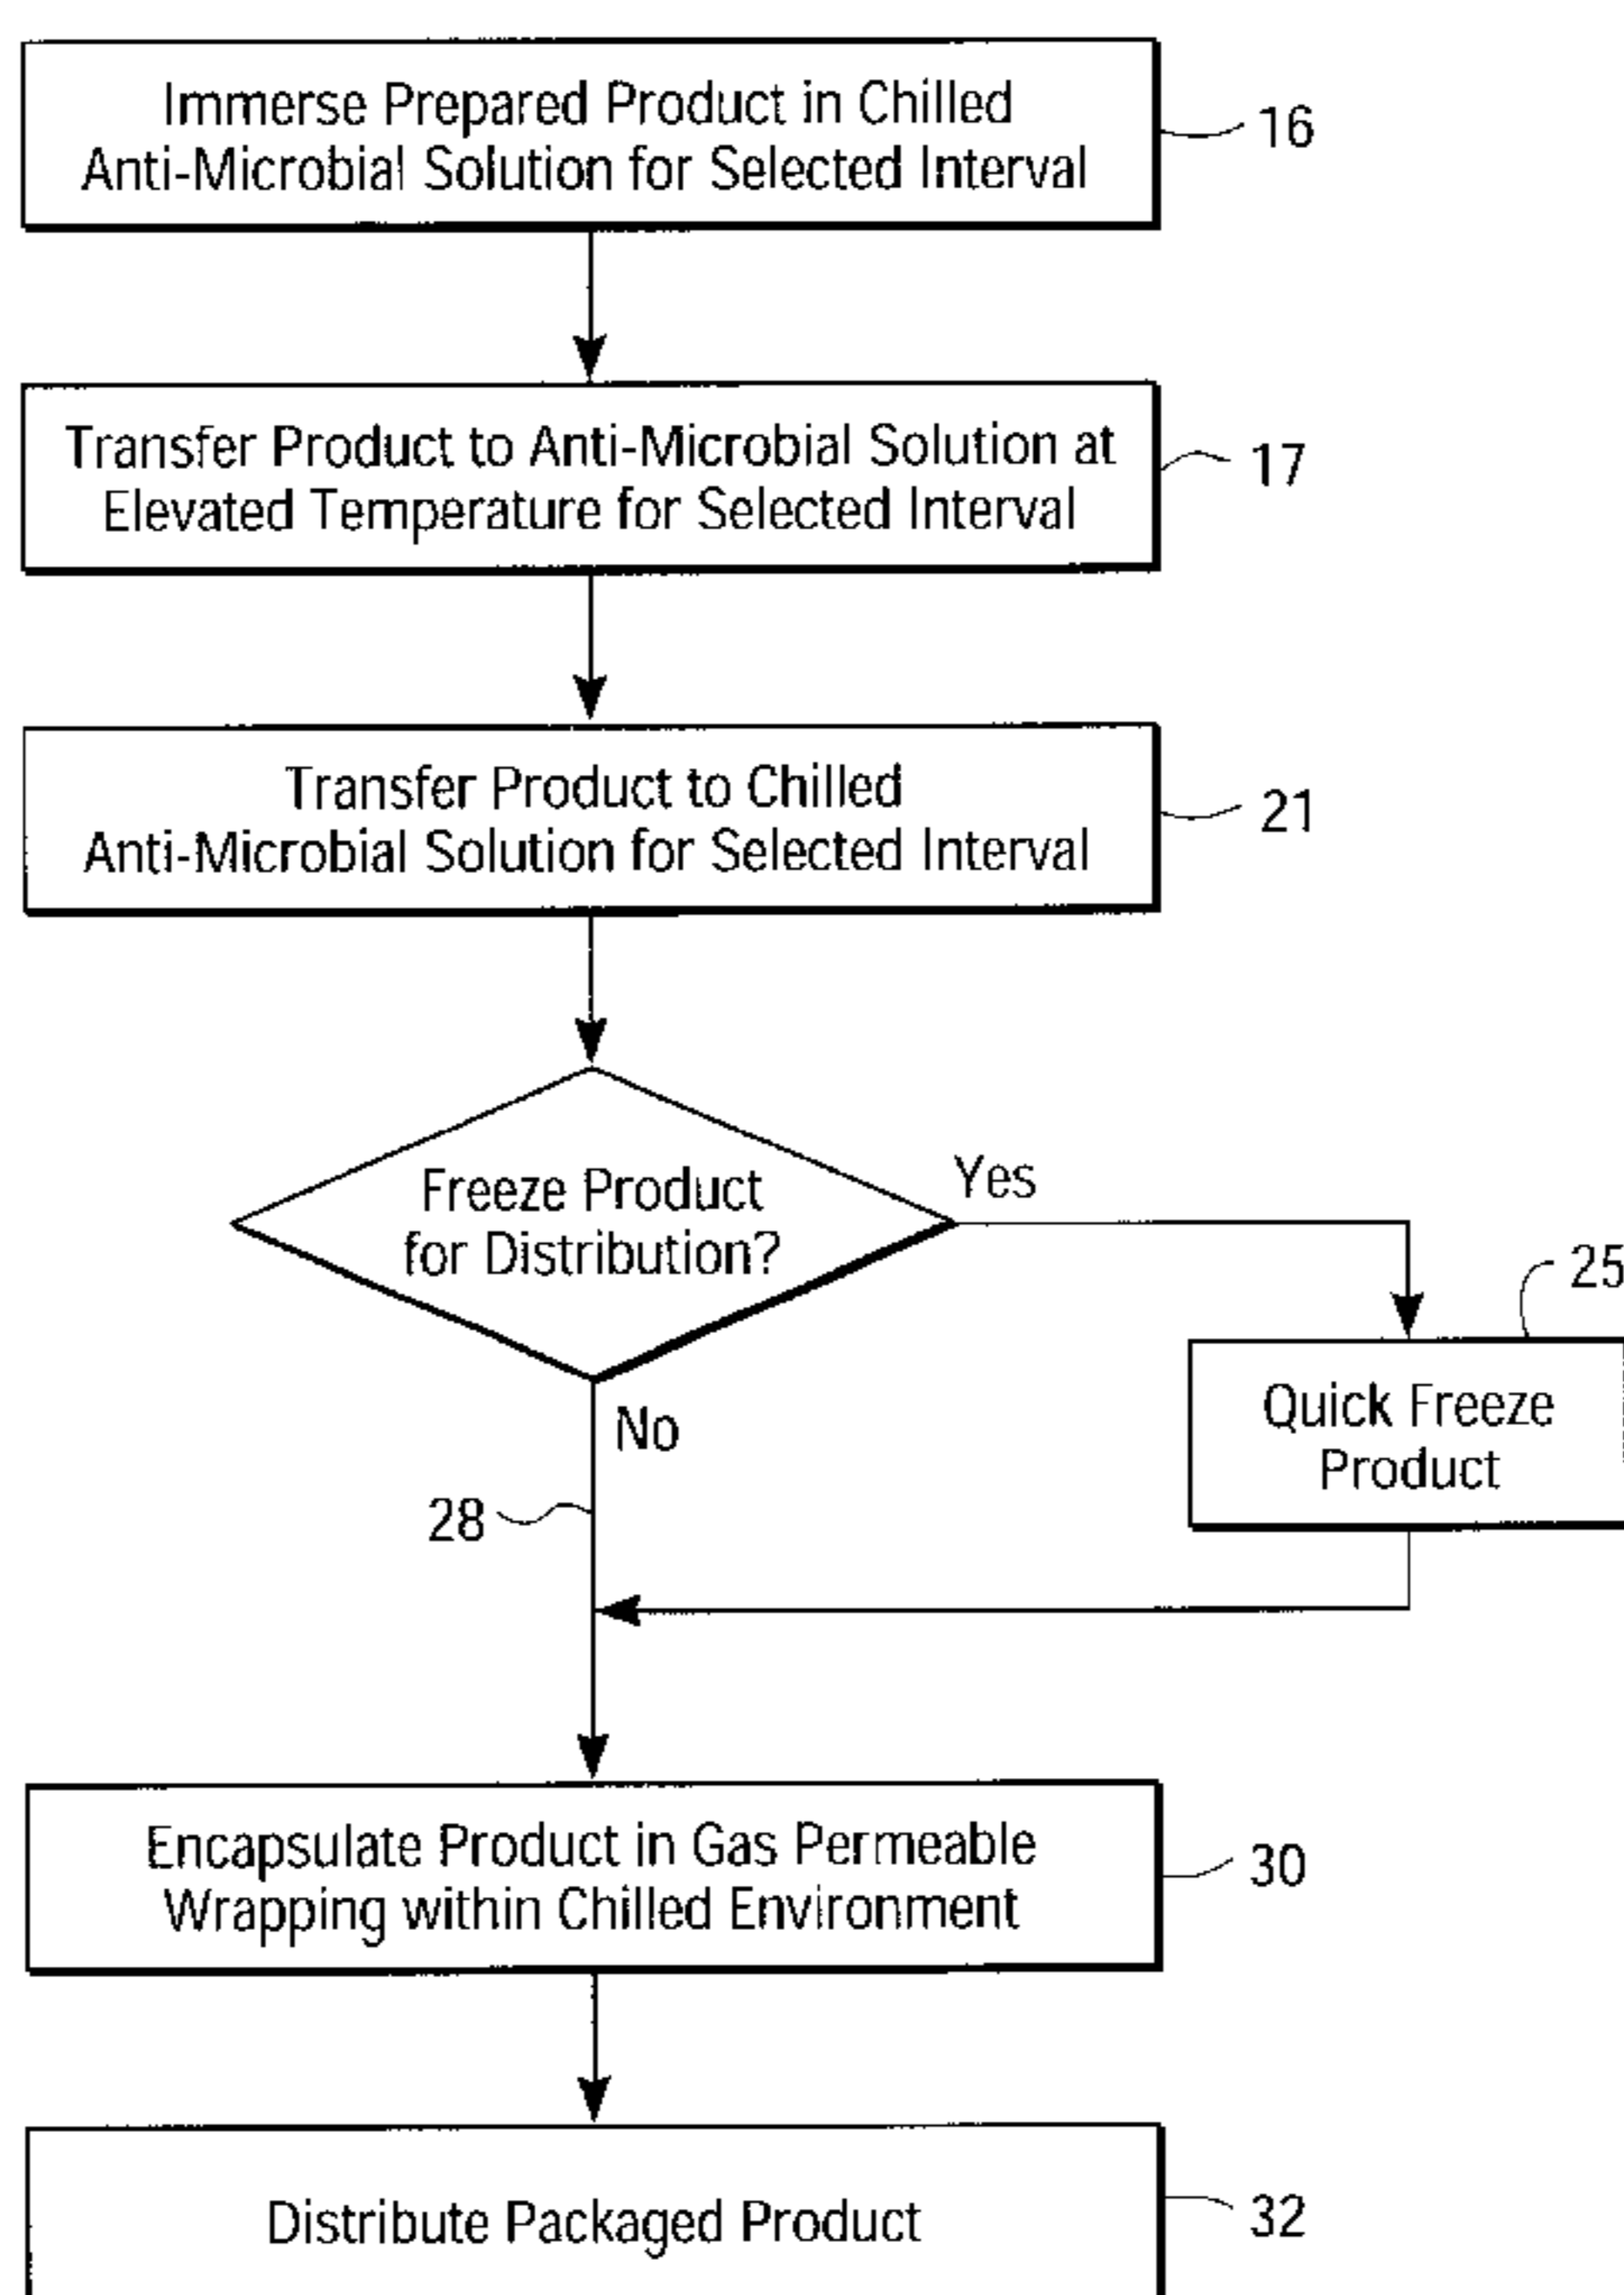 Immerse Prepared Product in Chilled
Anti-Microbial Solution for Selected Interval
16
Transfer Product to Anti-Microbial Solution at
Elevated Temperature for Selected Interval
17
Transfer Product to Chilled
Anti-Microbial Solution for Selected Interval
21
Freeze Product
for Distribution?
Yes
25
Quick Freeze
Product
No
28
Encapsulate Product in Gas Permeable
Wrapping within Chilled Environment
30
Distribute Packaged Product
32